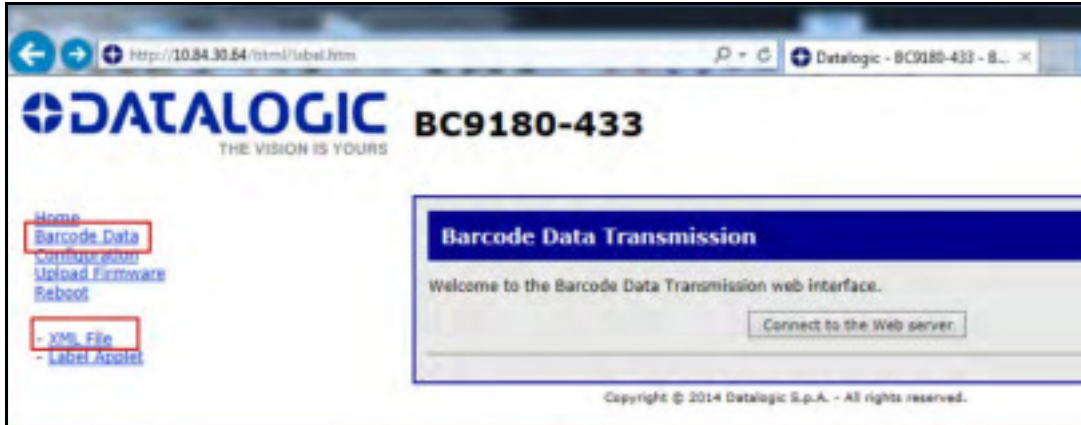 http://10.84.30.64/html/label.htm
Datalogic - BC9180-433 - B...
DATALOGIC
THE VISION IS YOURS
BC9180-433
Home
Barcode Data
Configuration
Upload Firmware
Reboot
- XML File
- Label Applet
Barcode Data Transmission
Welcome to the Barcode Data Transmission web interface.
Connect to the Web server
Copyright © 2014 Datalogic S.p.A. - All rights reserved.